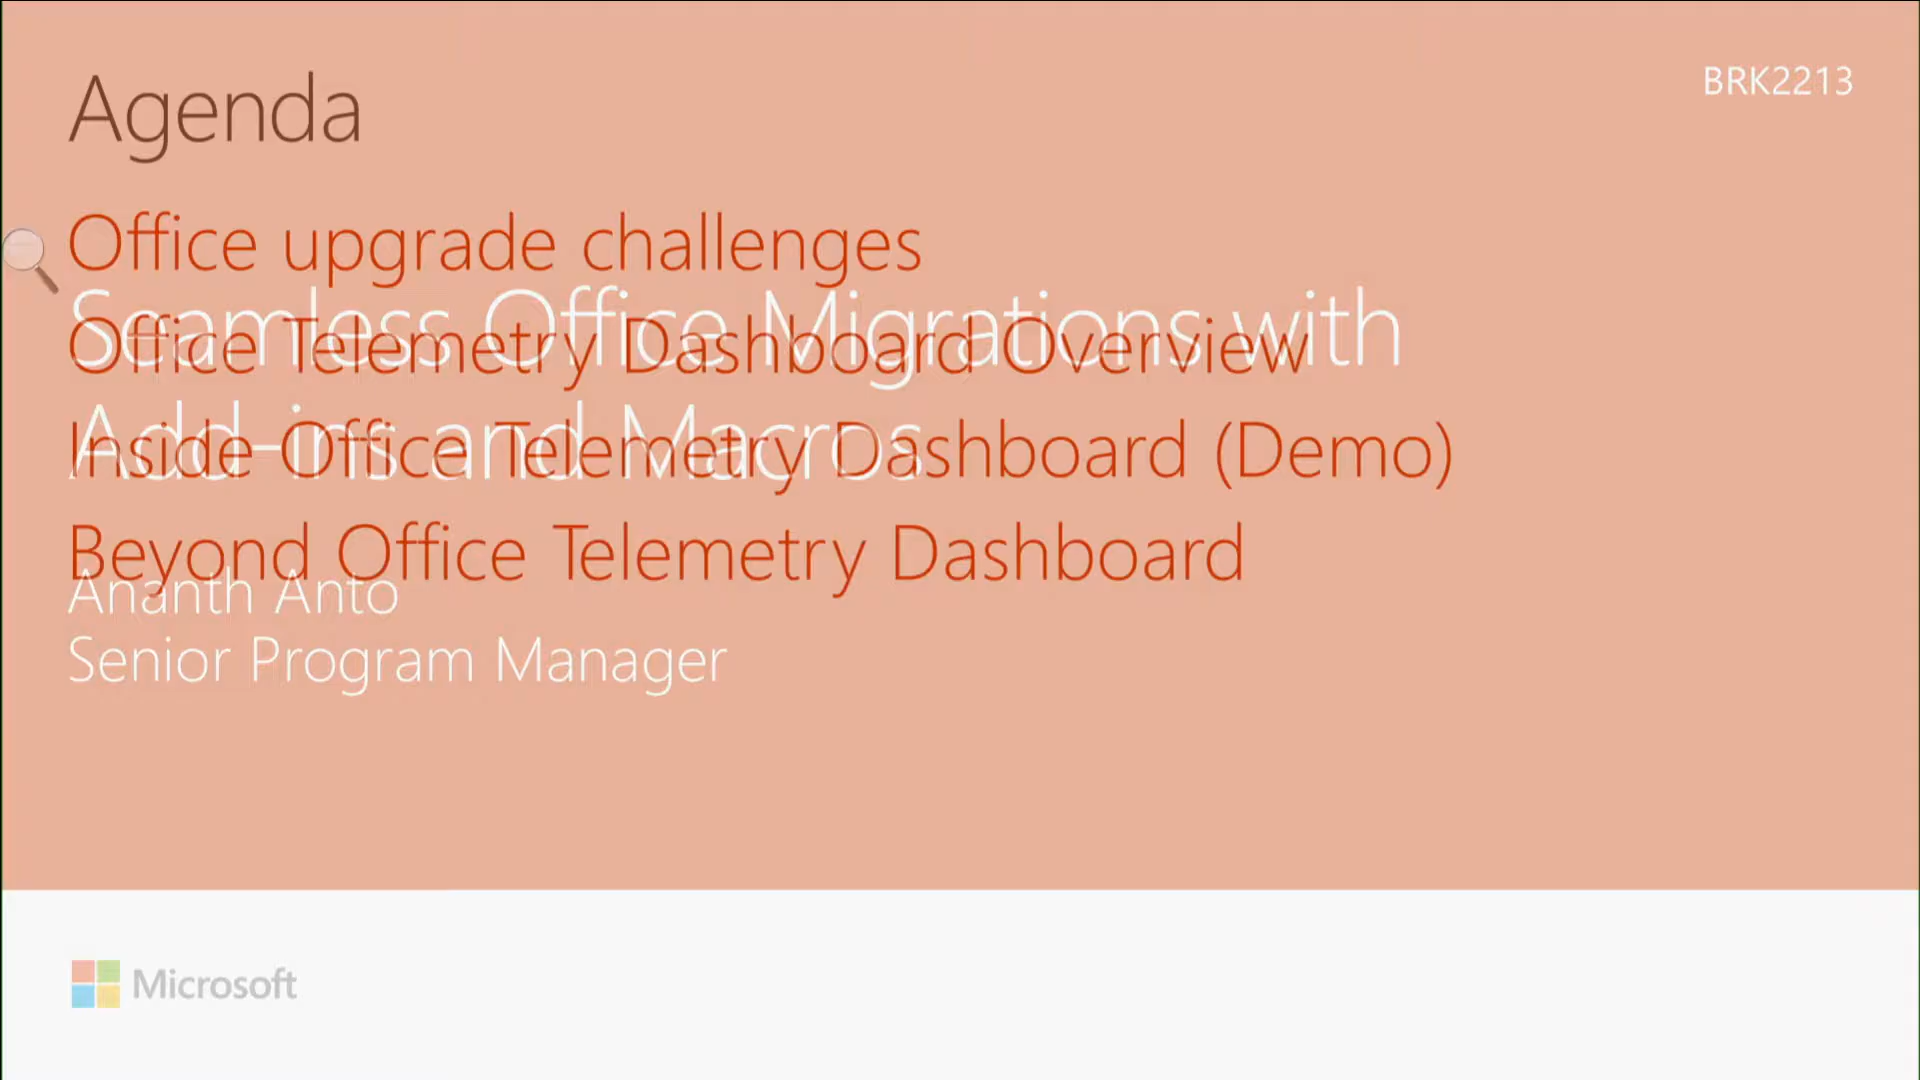 Agenda
BRK2213
Office upgrade challenges
Seamless Office Migrations with
Office Telemetry Dashboard Overview
Add-ins and Macros
Inside Office Telemetry Dashboard (Demo)
Beyond Office Telemetry Dashboard
Ananth Anto
Senior Program Manager
Microsoft